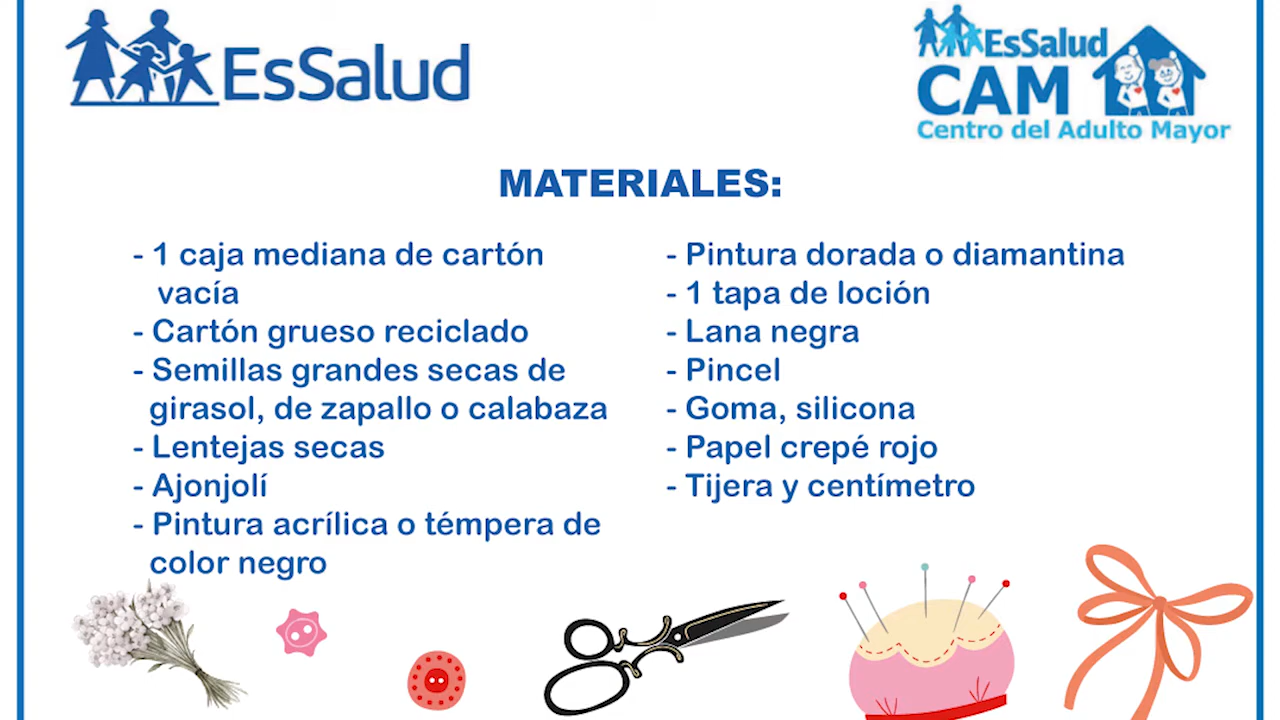 EsSalud
EsSalud
CAM
Centro del Adulto Mayor
MATERIALES:
- 1 caja mediana de cartón
vacía
- Cartón grueso reciclado
- Semillas grandes secas de
girasol, de zapallo o calabaza
- Lentejas secas
- Ajonjolí
- Pintura acrílica o témpera de
color negro
- Pintura dorada o diamantina
- 1 tapa de loción
- Lana negra
- Pincel
- Goma, silicona
- Papel crepé rojo
- Tijera y centímetro